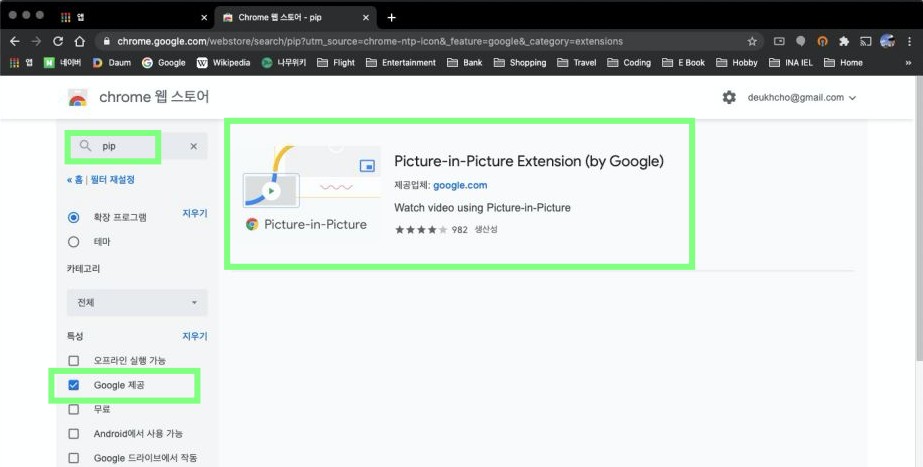 앱
Chrome 웹 스토어 - pip
chrome.google.com/webstore/search/pip?utm_source=chrome-ntp-icon&_feature=google&_category=extensions
앱 네이버 Daum Google Wikipedia 나무위키 Flight Entertainment Bank Shopping Travel Coding E Book Hobby INA IEL Home »
chrome 웹 스토어
deukhcho@gmail.com
pip
« 홈 | 필터 재설정
확장 프로그램 지우기
테마
카테고리
전체
특성 지우기
오프라인 실행 가능
Google 제공
무료
Android에서 사용 가능
Google 드라이브에서 작동
Picture-in-Picture
Picture-in-Picture Extension (by Google)
제공업체: google.com
Watch video using Picture-in-Picture
982 생산성